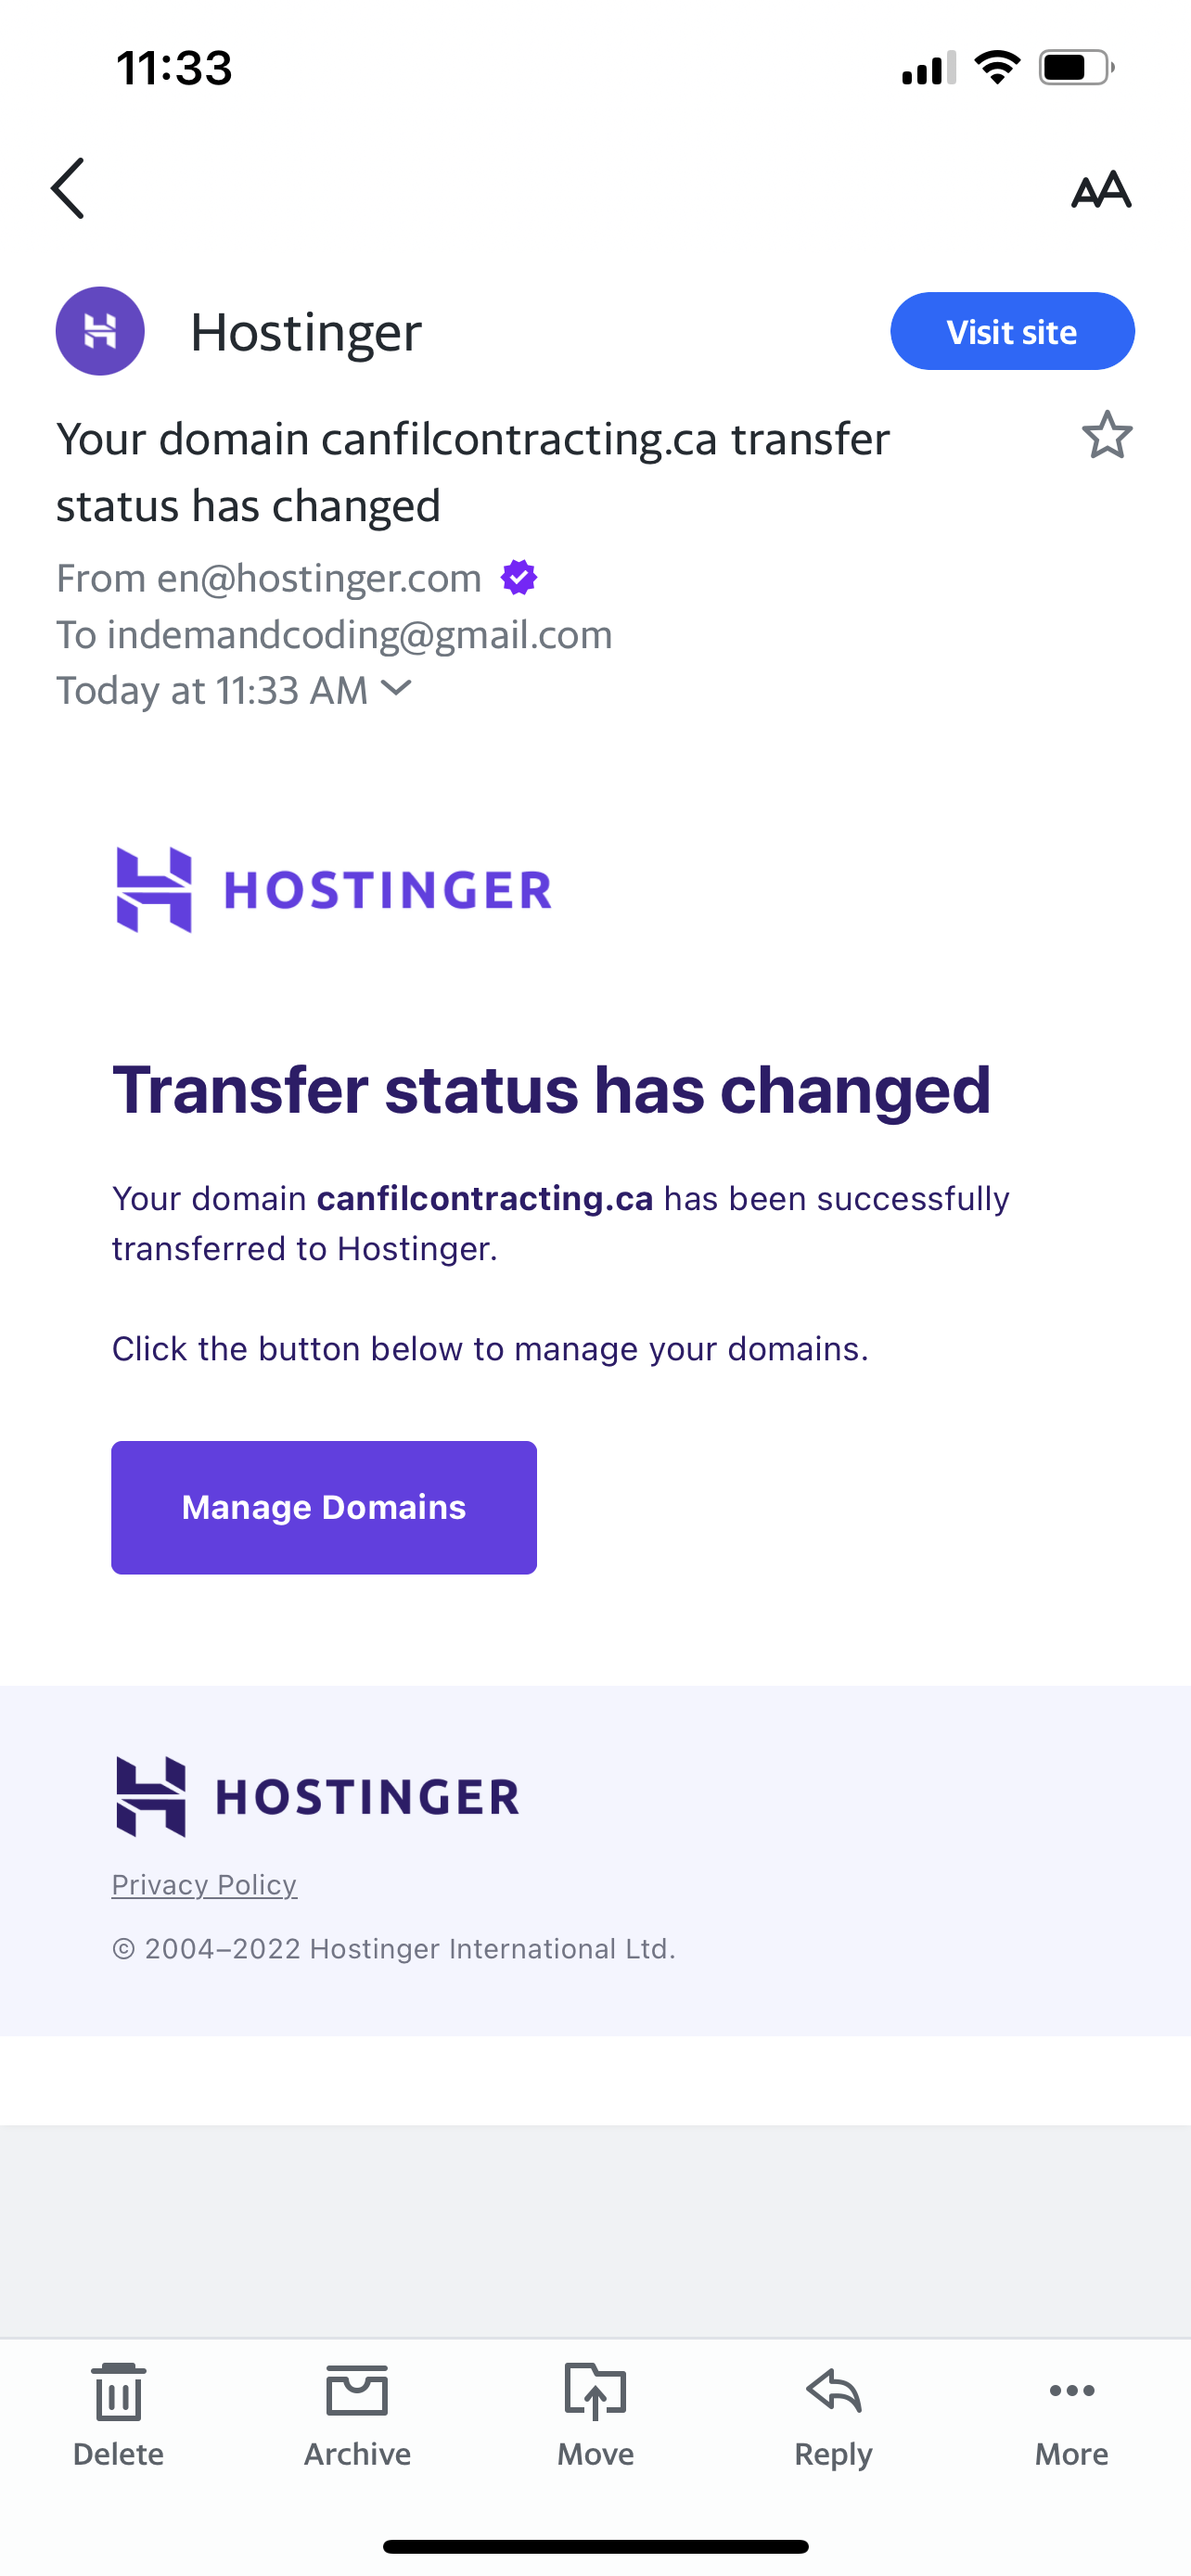 11:33
AA
Hostinger
Visit site
Your domain canfilcontracting.ca transfer
status has changed
From en@hostinger.com
To indemandcoding@gmail.com
Today at 11:33 AM
HOSTINGER
Transfer status has changed
Your domain canfilcontracting.ca has been successfully
transferred to Hostinger.
Click the button below to manage your domains.
Manage Domains
HOSTINGER
Privacy Policy
© 2004–2022 Hostinger International Ltd.
Delete
Archive
Move
Reply
More